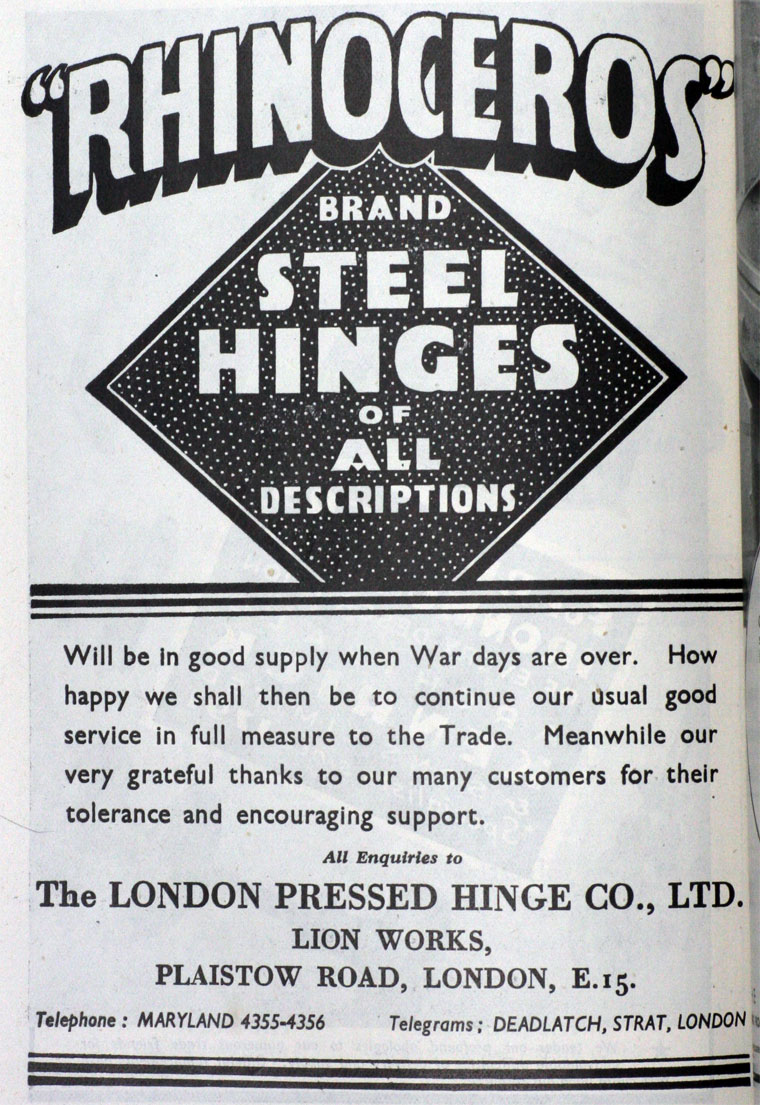 "RHINOCEROS"
BRAND
STEEL
HINGES
OF
ALL
DESCRIPTIONS
Will be in good supply when War days are over. How
happy we shall then be to continue our usual good
service in full measure to the Trade. Meanwhile our
very grateful thanks to our many customers for their
tolerance and encouraging support.
All Enquiries to
The LONDON PRESSED HINGE CO., LTD.
LION WORKS,
PLAISTOW ROAD, LONDON, E.15.
Telephone : MARYLAND 4355-4356 Telegrams ; DEADLATCH, STRAT, LONDON